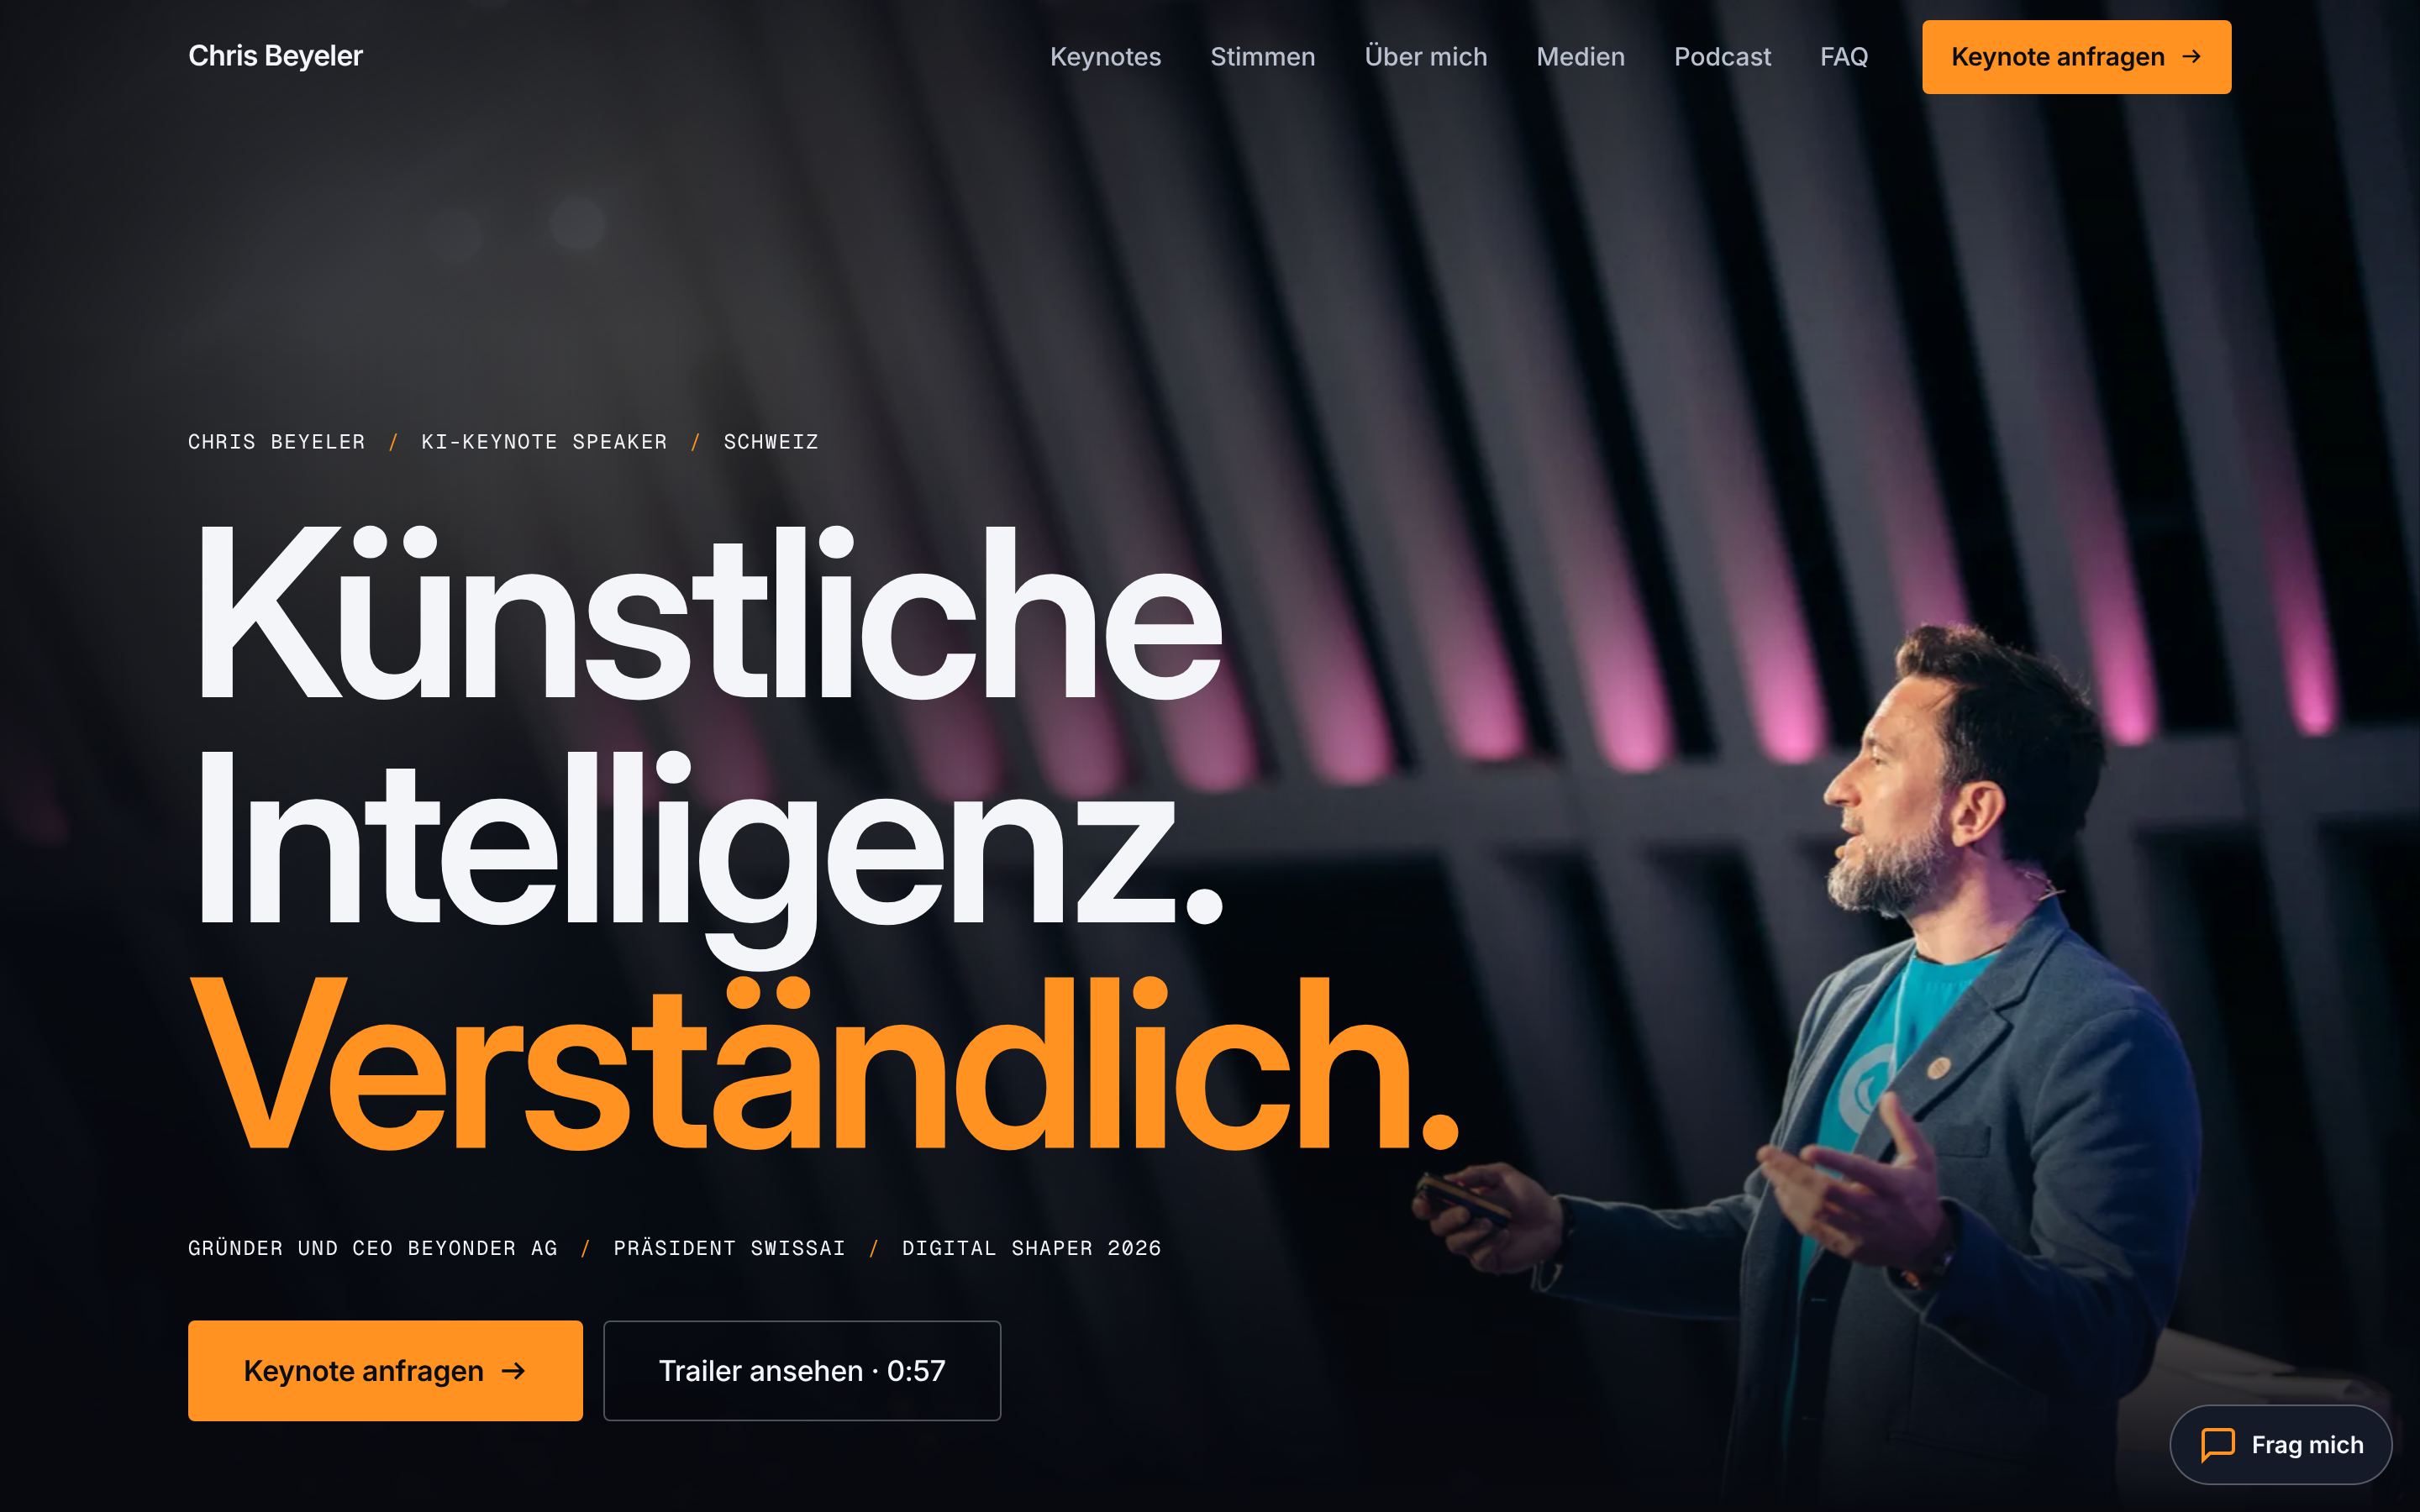 Chris Beyeler
Keynotes Stimmen Über mich Medien Podcast FAQ Keynote anfragen →
CHRIS BEYELER / KI-KEYNOTE SPEAKER / SCHWEIZ
Künstliche
Intelligenz.
Verständlich.
GRÜNDER UND CEO BEYONDER AG / PRÄSIDENT SWISSAI / DIGITAL SHAPER 2026
Keynote anfragen →
Trailer ansehen · 0:57
Frag mich